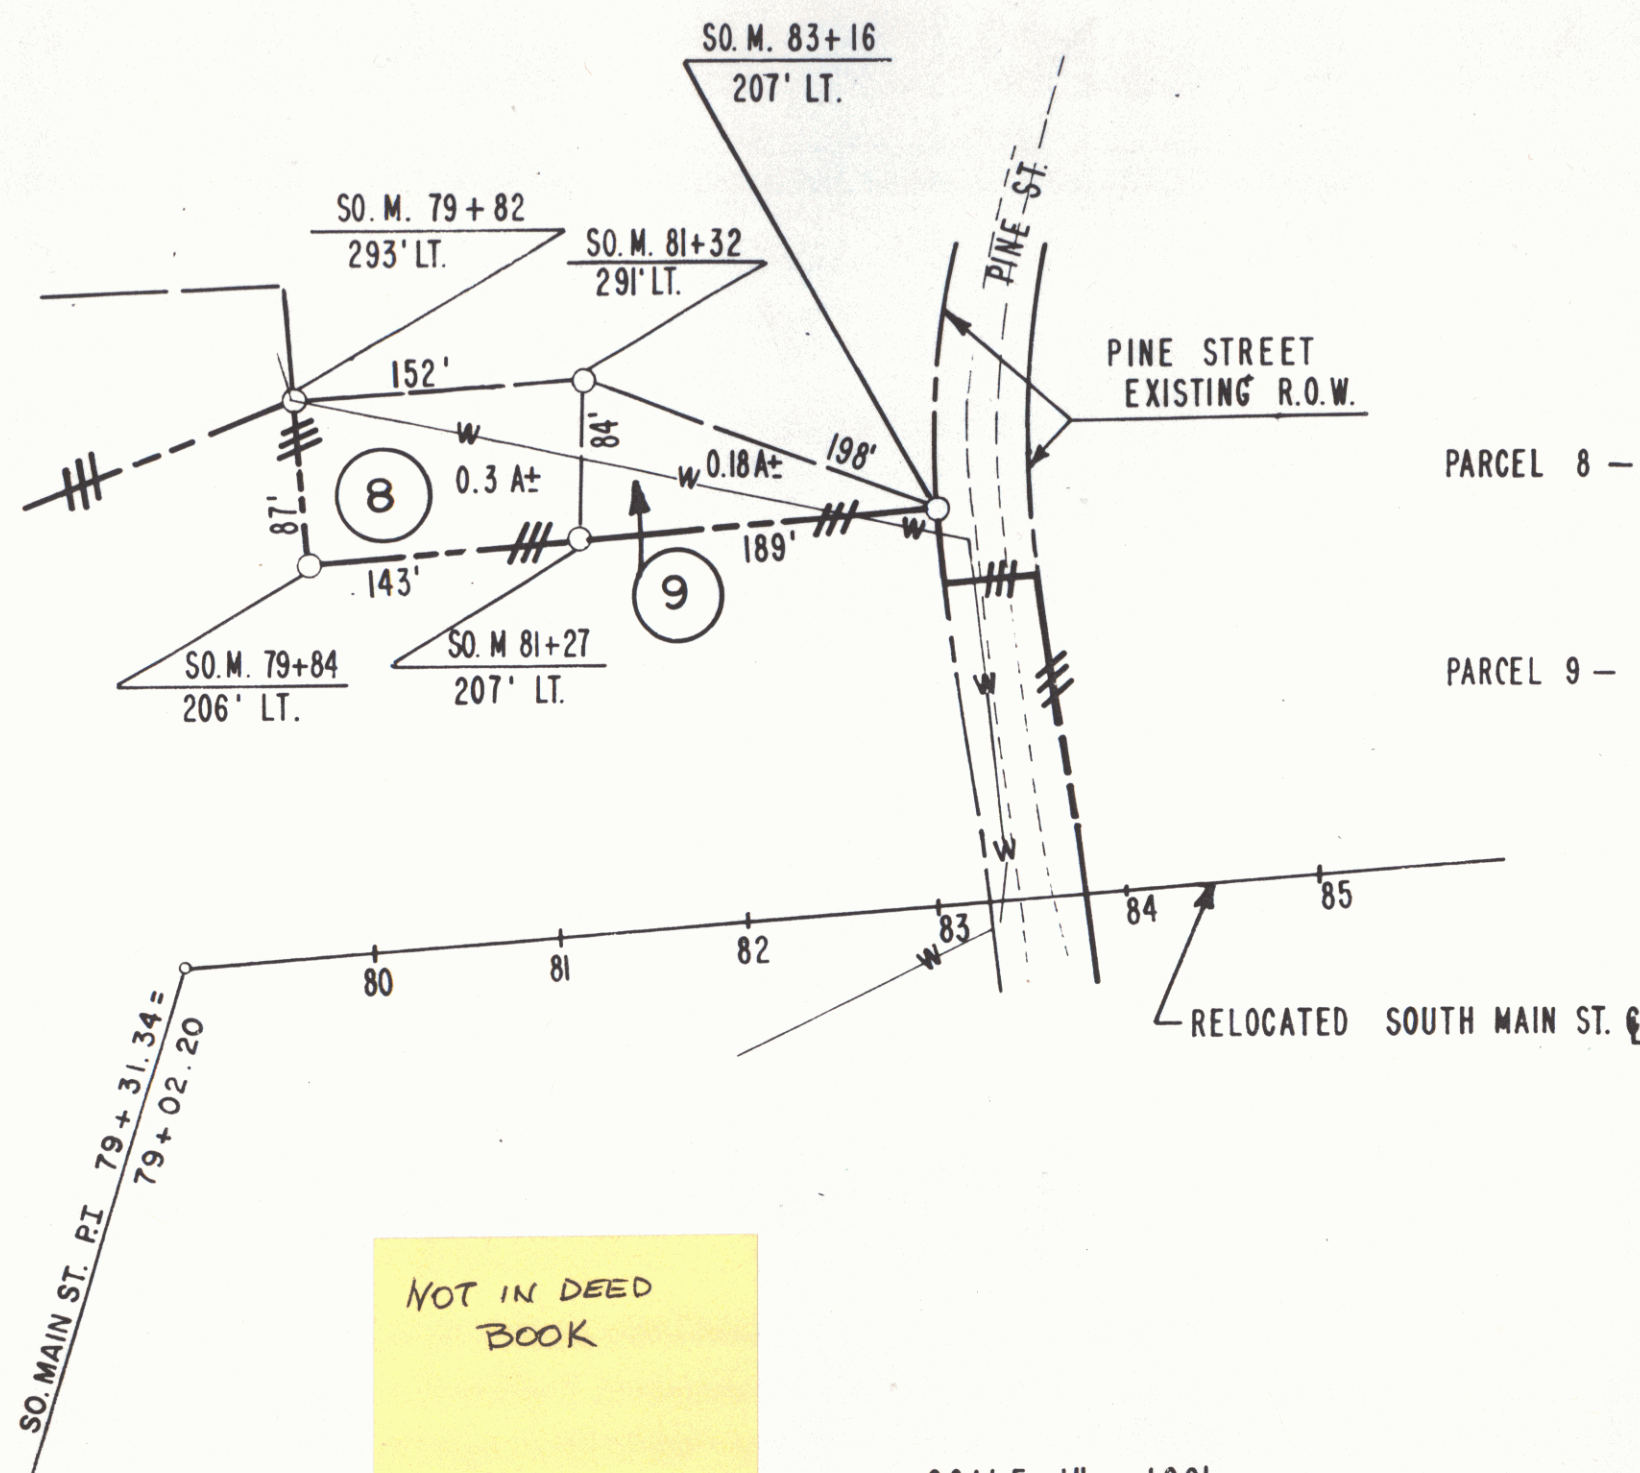 SO. M. 83+16
207' LT.
PINE ST.
SO. M. 79+82
293' LT.
SO. M. 81+32
291' LT.
PINE STREET
EXISTING R.O.W.
152'
84'
198'
W
W
0.18 A±
0.3 A±
8
87'
W
189'
143'
9
PARCEL 8 –
PARCEL 9 –
SO. M 81+27
207' LT.
SO. M. 79+84
206' LT.
W
W
80
81
82
83
84
85
W
RELOCATED SOUTH MAIN ST. ℄
SO. MAIN ST. P.I 79+31.34=
79+02.20
NOT IN DEED
BOOK